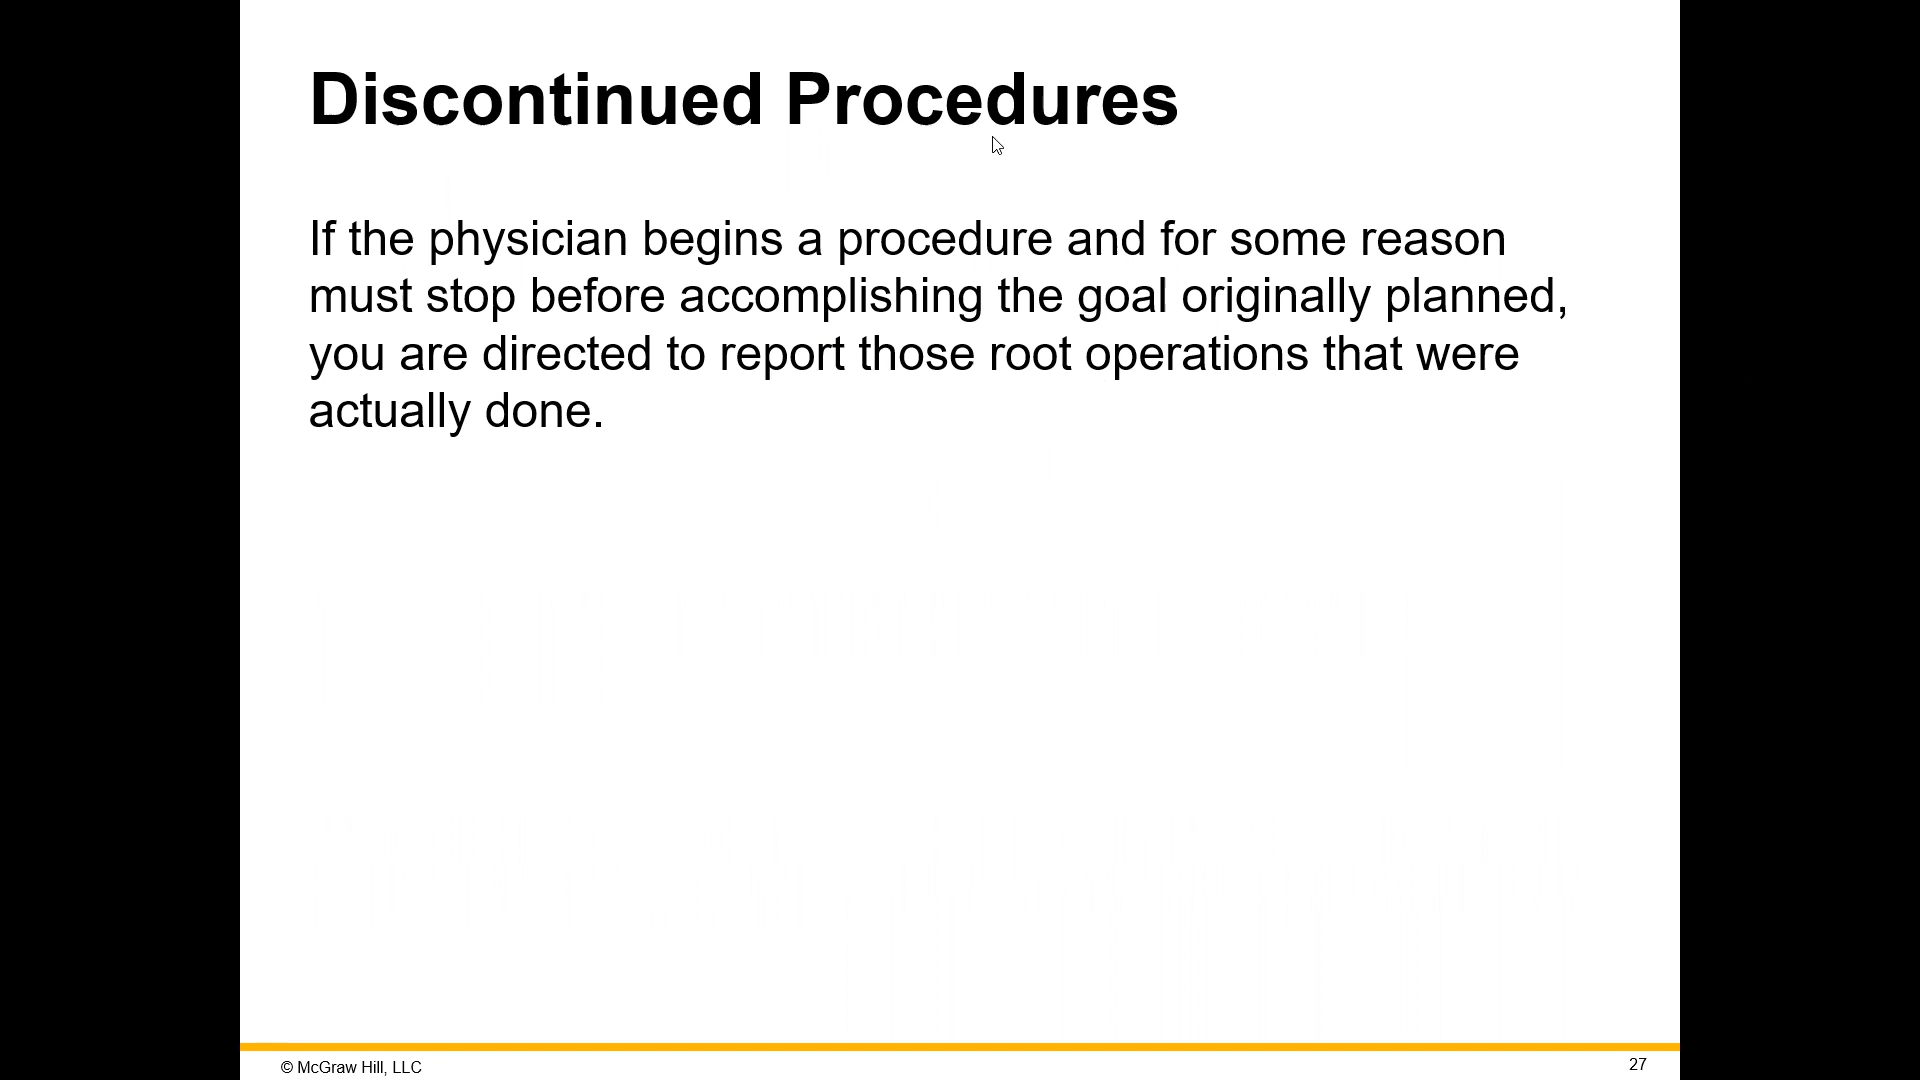 Discontinued Procedures
If the physician begins a procedure and for some reason
must stop before accomplishing the goal originally planned,
you are directed to report those root operations that were
actually done.
© McGraw Hill, LLC
27